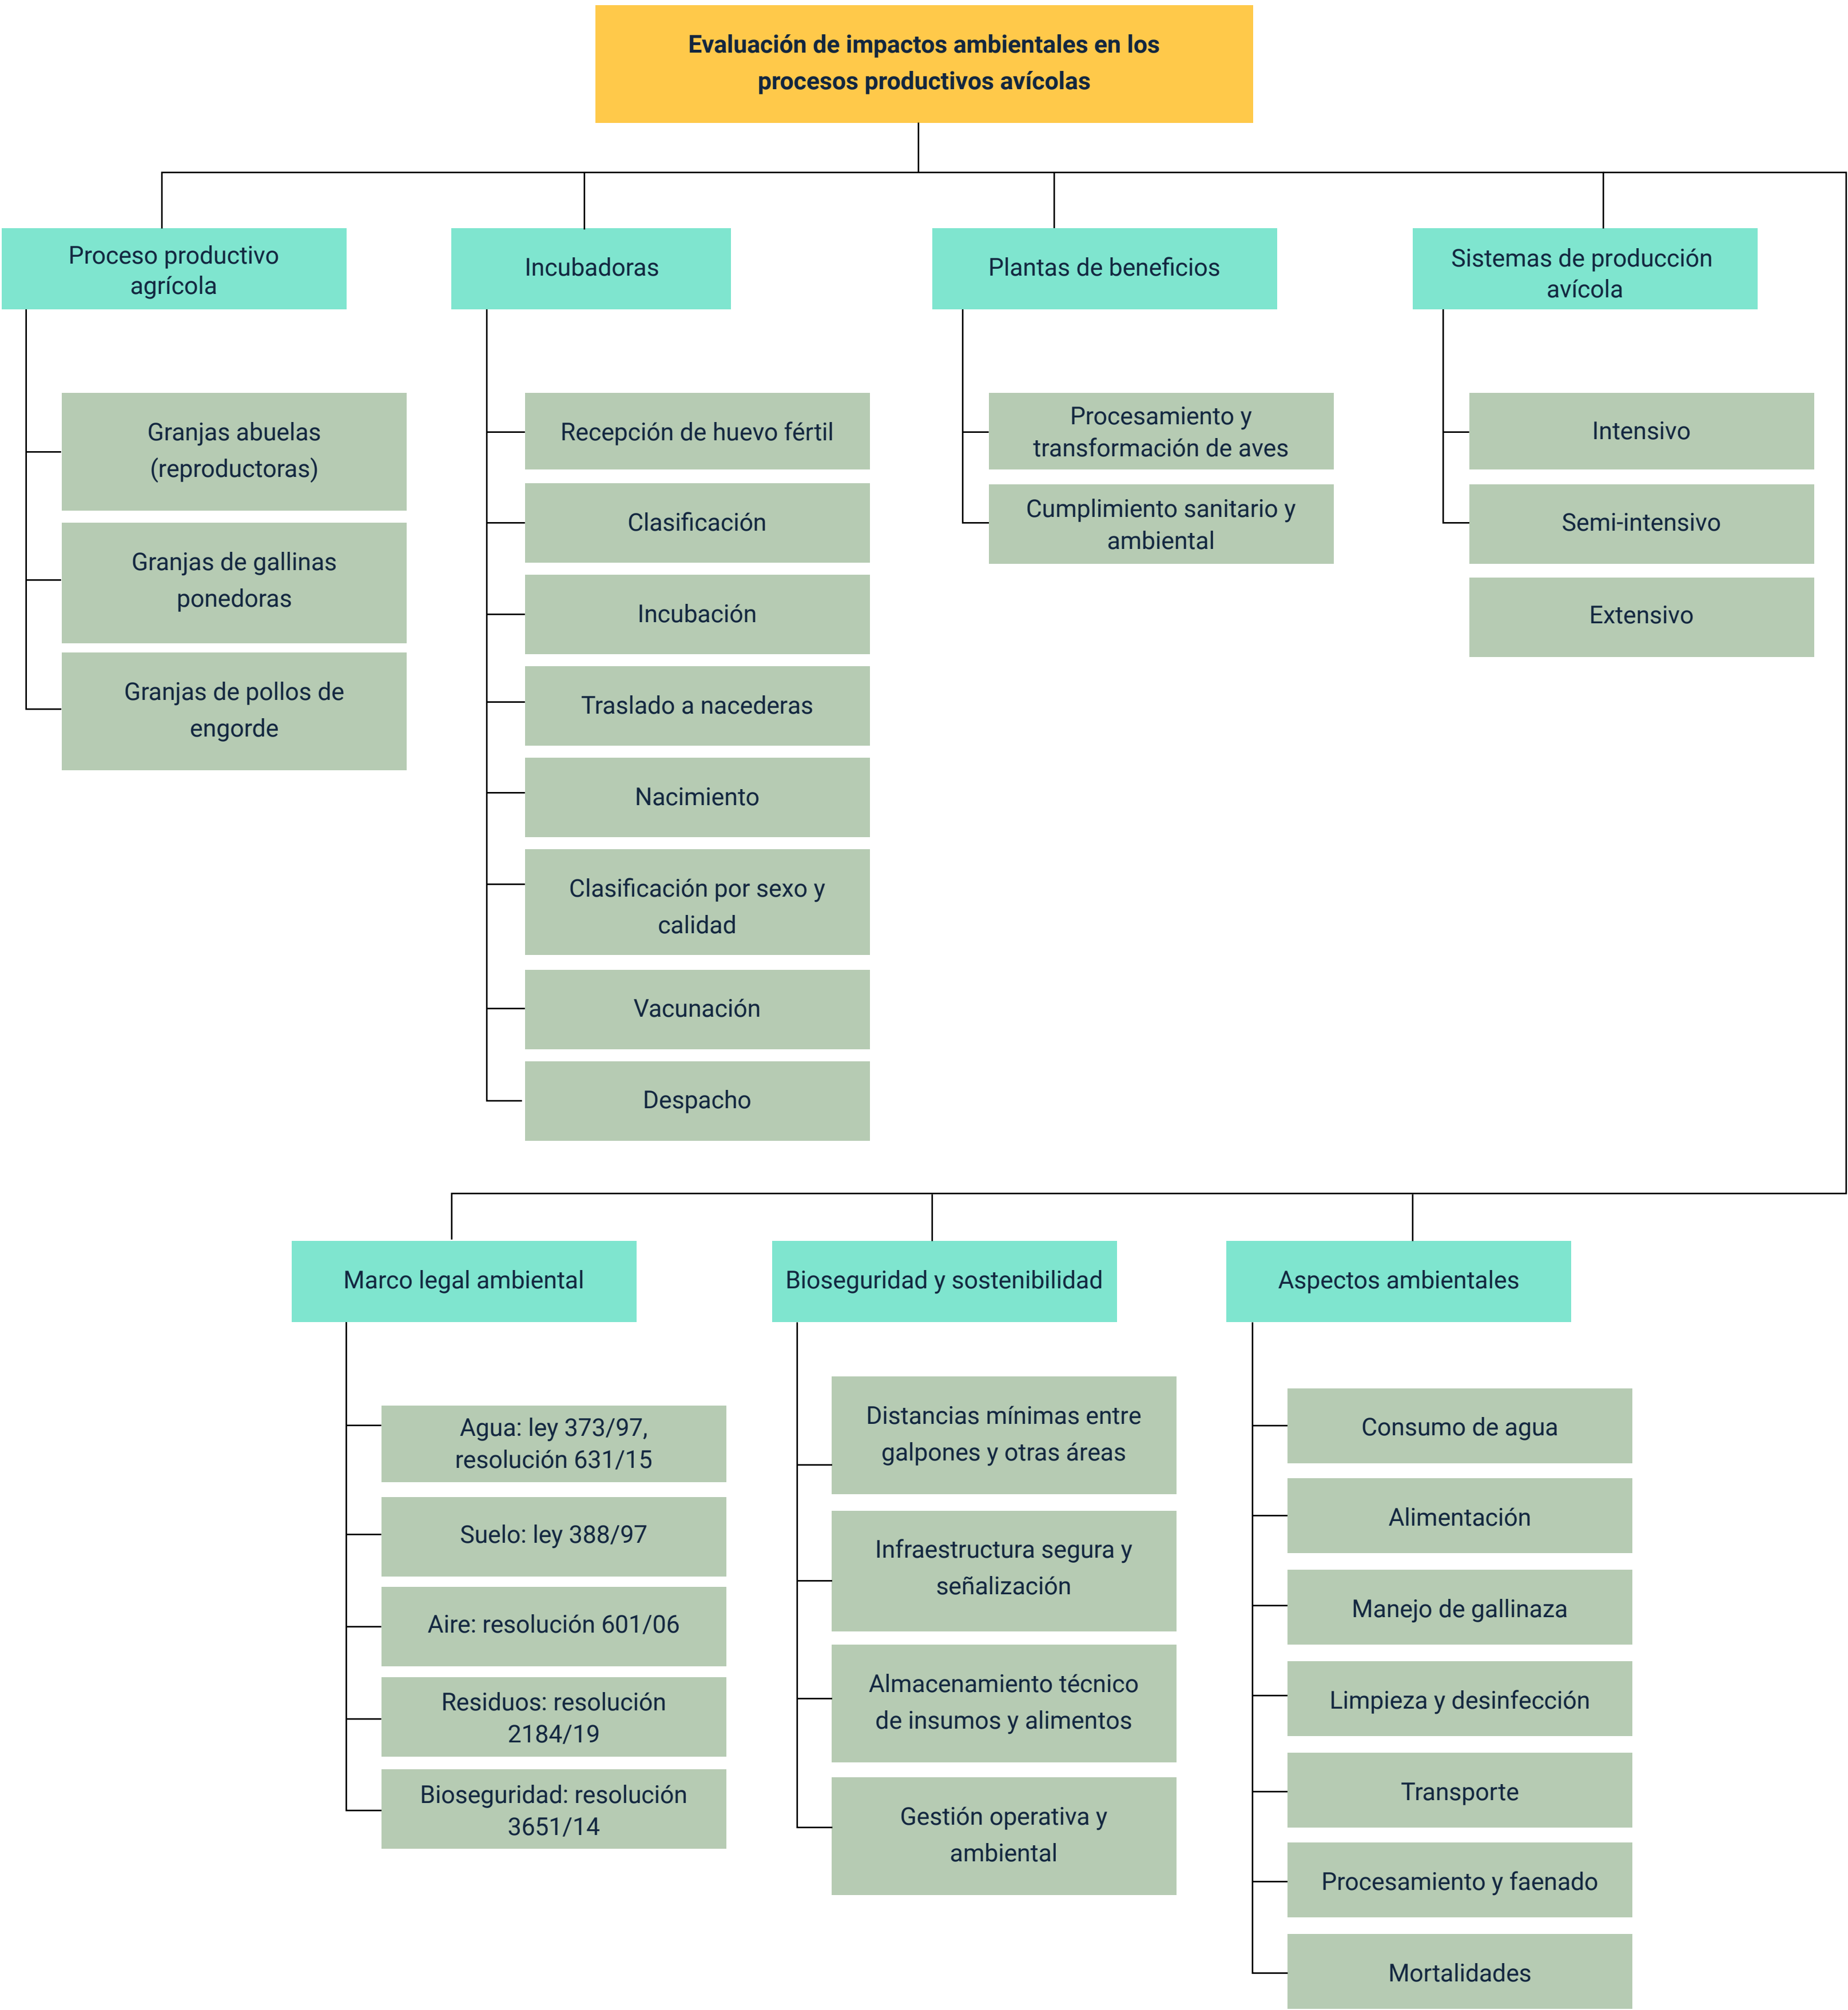 Evaluación de impactos ambientales en los
procesos productivos avícolas
Proceso productivo
agrícola
Granjas abuelas
(reproductoras)
Granjas de gallinas
ponedoras
Granjas de pollos de
engorde
Incubadoras
Recepción de huevo fértil
Clasificación
Incubación
Traslado a nacederas
Nacimiento
Clasificación por sexo y
calidad
Vacunación
Despacho
Plantas de beneficios
Procesamiento y
transformación de aves
Cumplimiento sanitario y
ambiental
Sistemas de producción
avícola
Intensivo
Semi-intensivo
Extensivo
Marco legal ambiental
Agua: ley 373/97,
resolución 631/15
Suelo: ley 388/97
Aire: resolución 601/06
Residuos: resolución
2184/19
Bioseguridad: resolución
3651/14
Bioseguridad y sostenibilidad
Distancias mínimas entre
galpones y otras áreas
Infraestructura segura y
señalización
Almacenamiento técnico
de insumos y alimentos
Gestión operativa y
ambiental
Aspectos ambientales
Consumo de agua
Alimentación
Manejo de gallinaza
Limpieza y desinfección
Transporte
Procesamiento y faenado
Mortalidades